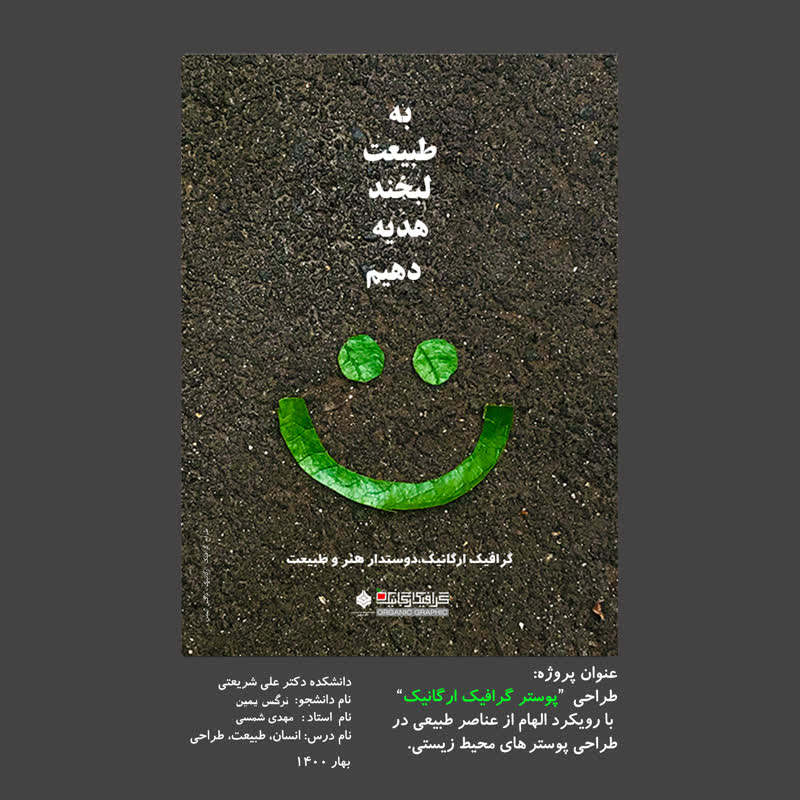 به
طبیعت
لبخند
هدیه
دهیم
گرافیک ارگانیک،دوستدار هنر و طبیعت
گرافیک ارگانیک
ORGANIC GRAPHIC
عنوان پروژه:
طراحی "پوستر گرافیک ارگانیک"
با رویکرد الهام از عناصر طبیعی در
طراحی پوستر های محیط زیستی.
دانشکده دکتر علی شریعتی
نام دانشجو: نرگس یمین
نام استاد : مهدی شمسی
نام درس: انسان، طبیعت، طراحی
بهار ۱۴۰۰